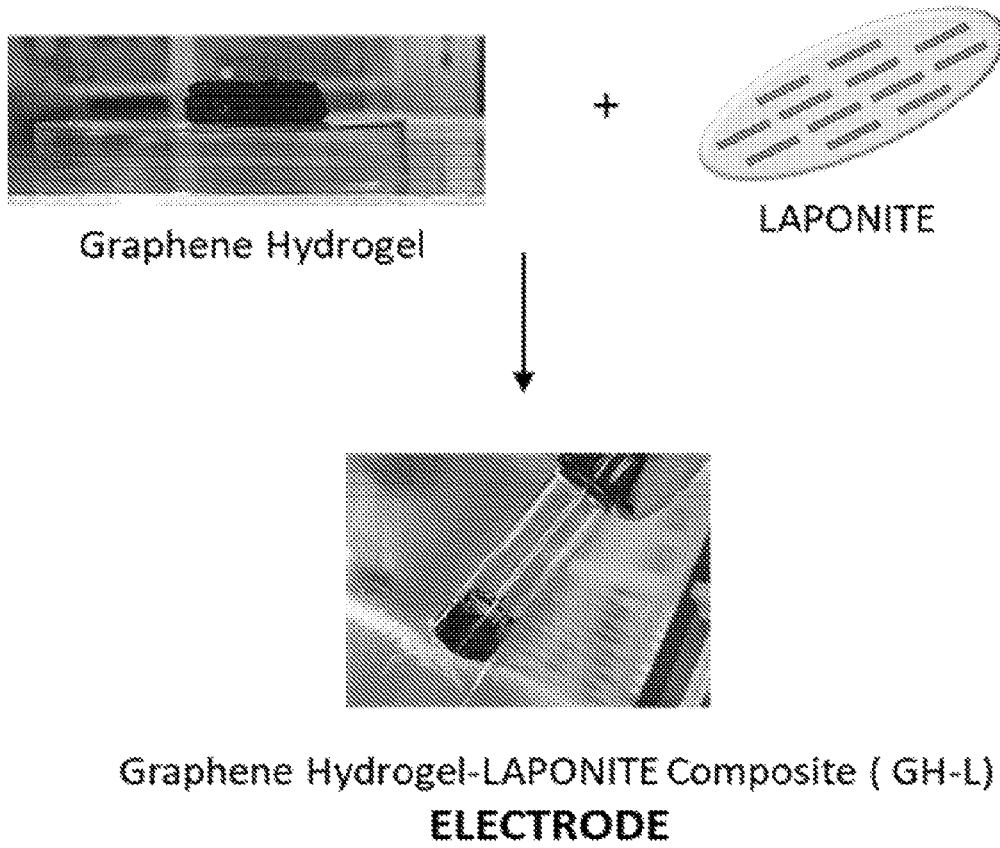 +
Graphene Hydrogel
LAPONITE
Graphene Hydrogel-LAPONITE Composite ( GH-L)
ELECTRODE